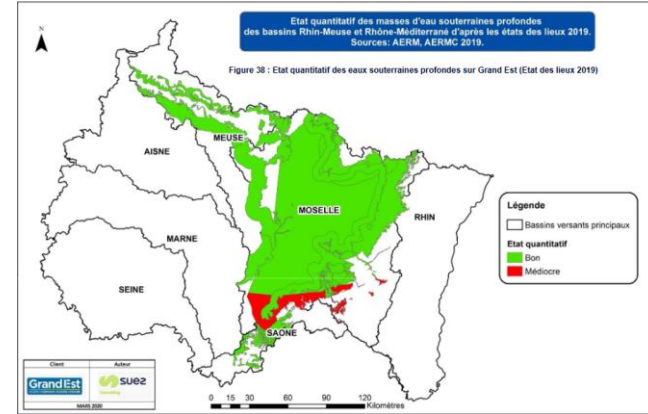 Etat quantitatif des masses d'eau souterraines profondes
des bassins Rhin-Meuse et Rhône-Méditerrané d'après les états des lieux 2019.
Sources: AERM, AERMC 2019.
Figure 38 : Etat quantitatif des eaux souterraines profondes sur Grand Est (Etat des lieux 2019)
N
MEUSE
AISNE
MOSELLE
RHIN
MARNE
SEINE
SAONE
Légende
Bassins versants principaux
Etat quantitatif
Bon
Médiocre
Client
Auteur
GrandEst
SUEZ
MARS 2020
0 15 30 60 90 120
Kilomètres